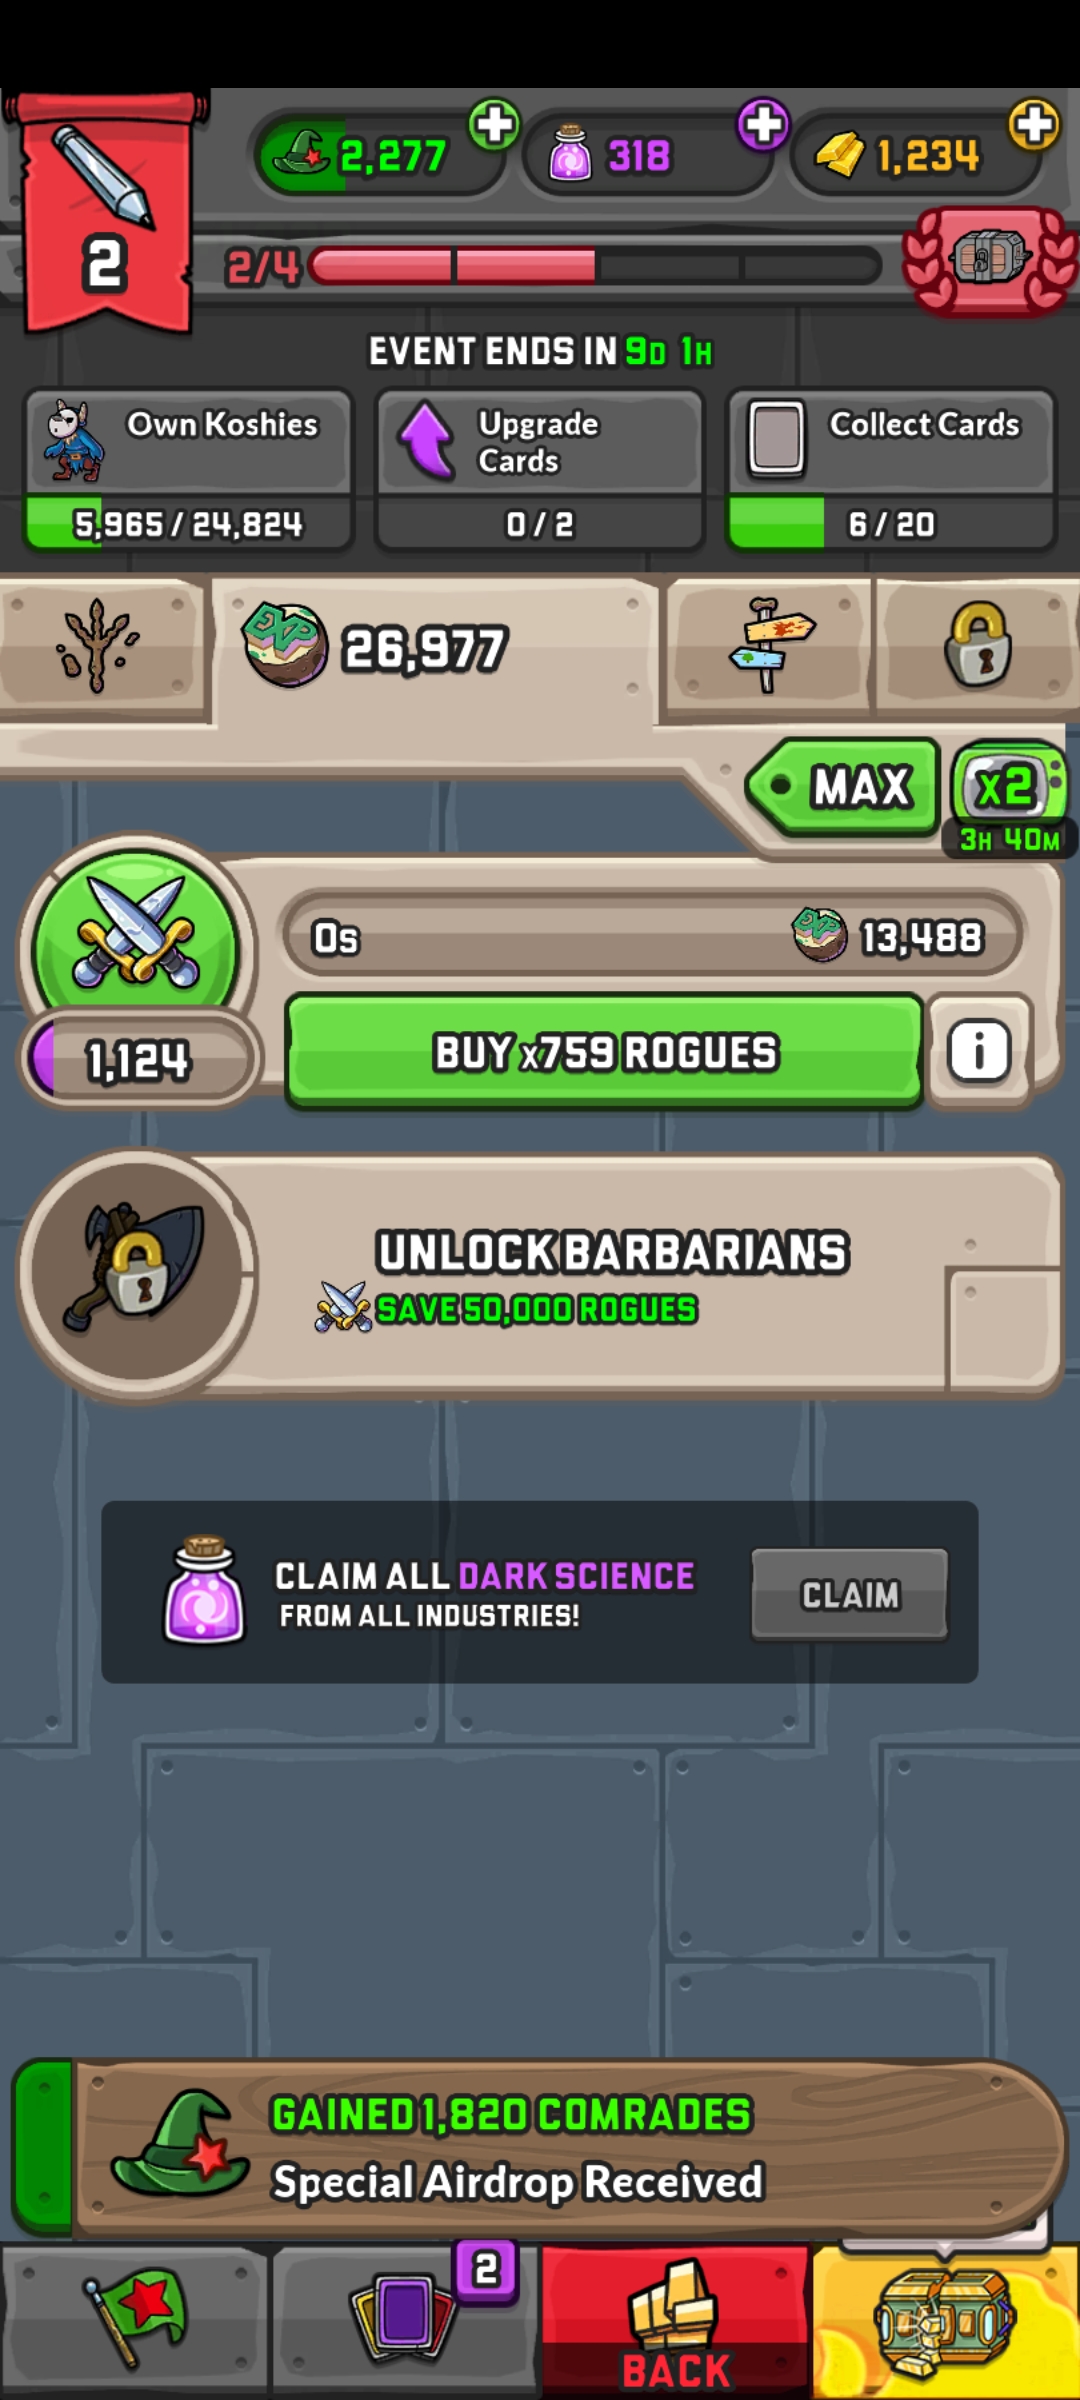 2,277
318
1,234
2
2/4
EVENT ENDS IN 9D 1H
Own Koshies
5,965 / 24,824
Upgrade
Cards
0 / 2
Collect Cards
6 / 20
EXP
26,977
MAX
x2
3H 40M
0s
EXP
13,488
1,124
BUY x759 ROGUES
i
UNLOCK BARBARIANS
SAVE 50,000 ROGUES
CLAIM ALL DARK SCIENCE
FROM ALL INDUSTRIES!
CLAIM
GAINED 1,820 COMRADES
Special Airdrop Received
2
BACK